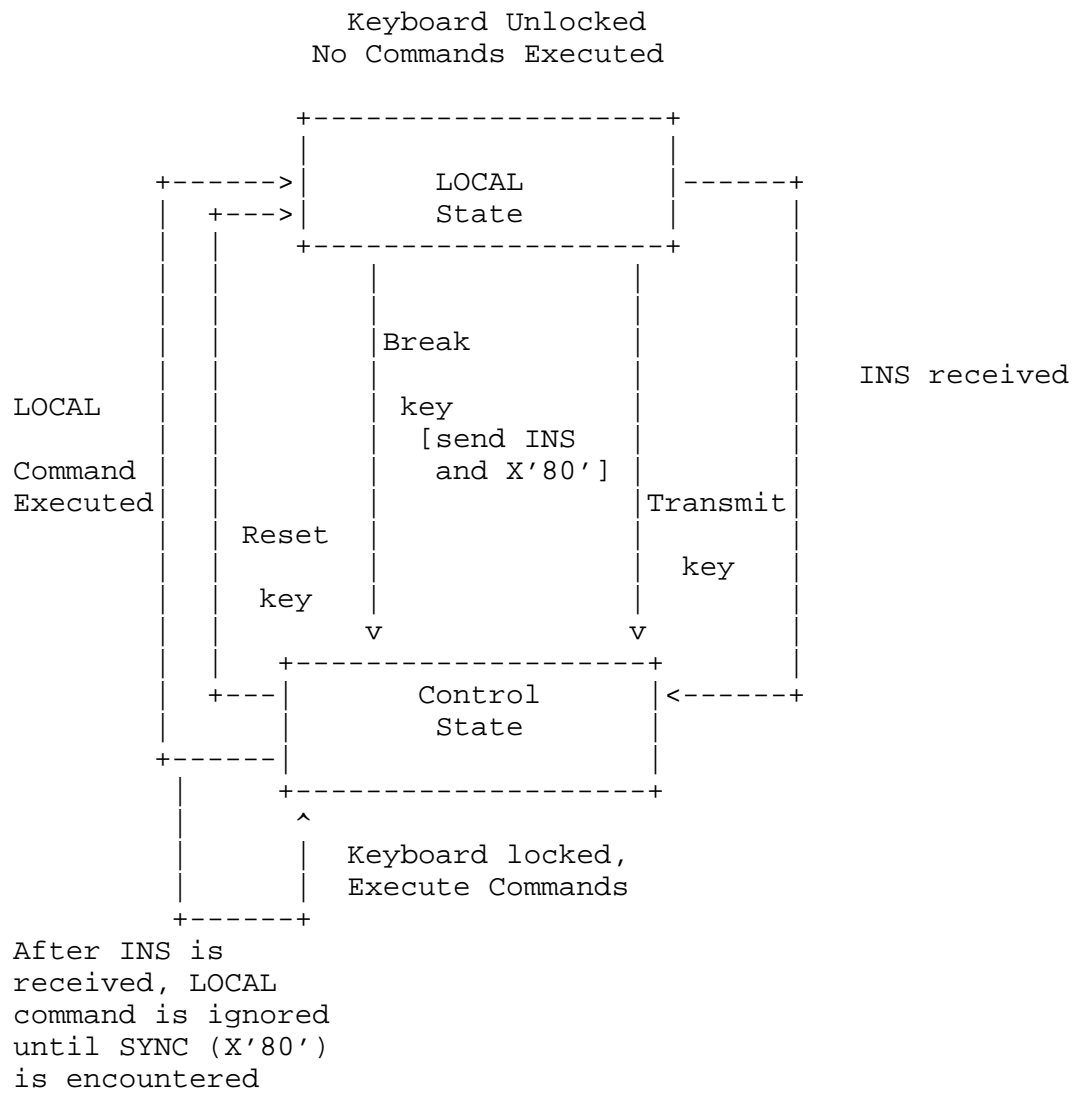 Keyboard Unlocked
No Commands Executed
LOCAL
State
Break
INS received
LOCAL
key
[send INS
Command
and X'80']
Executed
Transmit
Reset
key
key
Control
State
Keyboard locked,
Execute Commands
After INS is
received, LOCAL
command is ignored
until SYNC (X'80')
is encountered